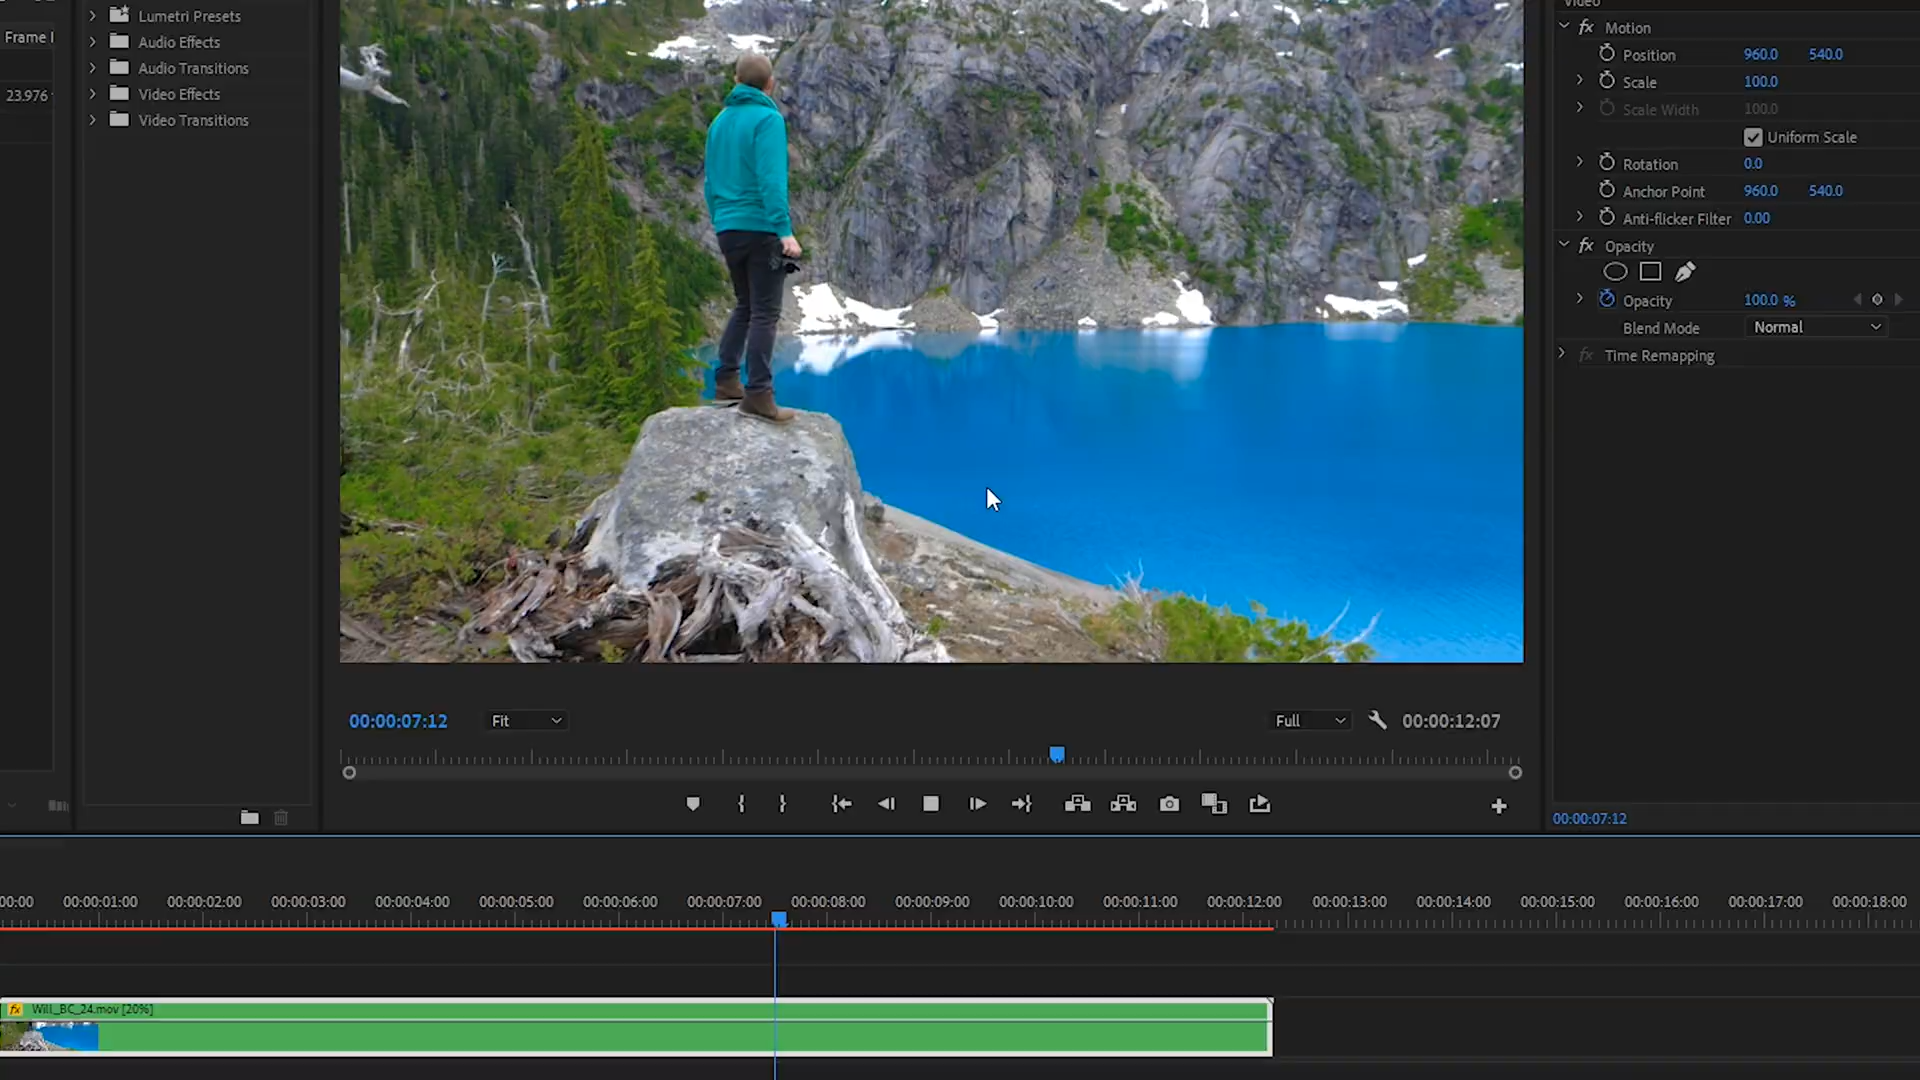 Frame
23.976
Lumetri Presets
Audio Effects
Audio Transitions
Video Effects
Video Transitions
Video
Motion
Position 960.0 540.0
Scale 100.0
Scale Width 100.0
Uniform Scale
Rotation 0.0
Anchor Point 960.0 540.0
Anti-flicker Filter 0.00
Opacity
Opacity 100.0 %
Blend Mode Normal
Time Remapping
00:00:07:12 Fit Full 00:00:12:07
00:00:07:12
00:00 00:00:01:00 00:00:02:00 00:00:03:00 00:00:04:00 00:00:05:00 00:00:06:00 00:00:07:00 00:00:08:00 00:00:09:00 00:00:10:00 00:00:11:00 00:00:12:00 00:00:13:00 00:00:14:00 00:00:15:00 00:00:16:00 00:00:17:00 00:00:18:00
fx Will_BC_24.mov [20%]